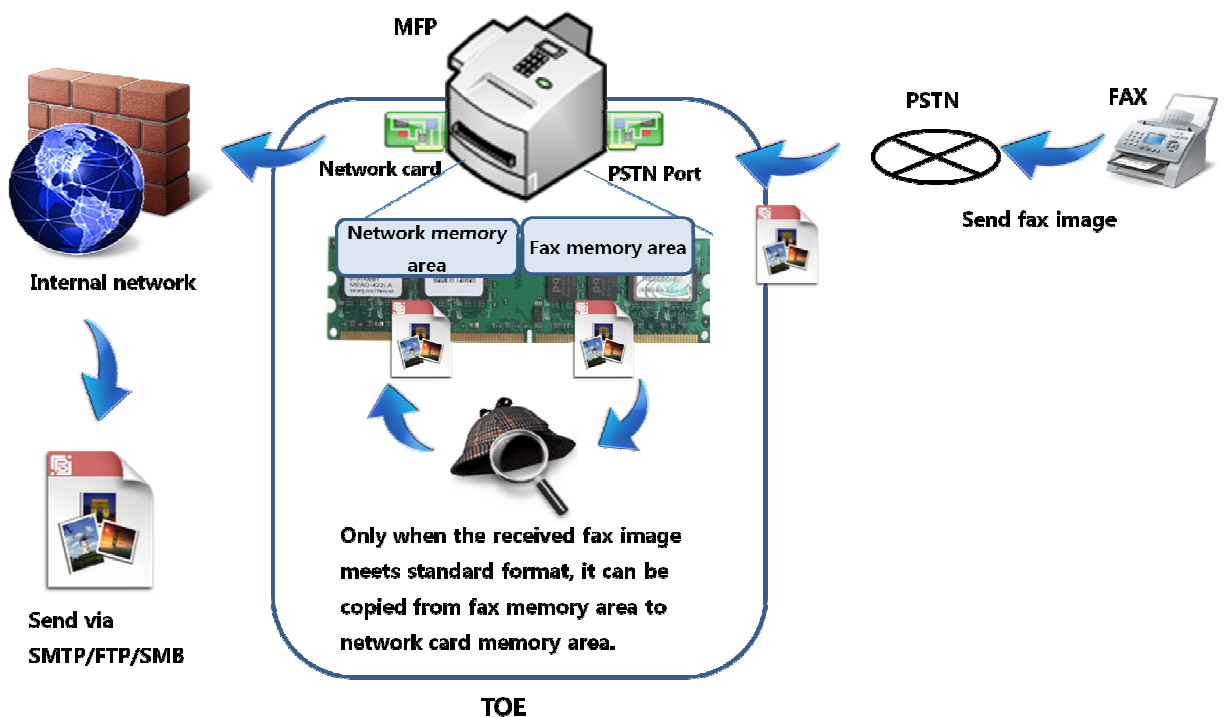 MFP
PSTN
FAX
Network card
PSTN Port
Send fax image
Network memory
area
Fax memory area
MEAO-422LA
Internal network
Only when the received fax image
meets standard format, it can be
copied from fax memory area to
network card memory area.
Send via
SMTP/FTP/SMB
TOE